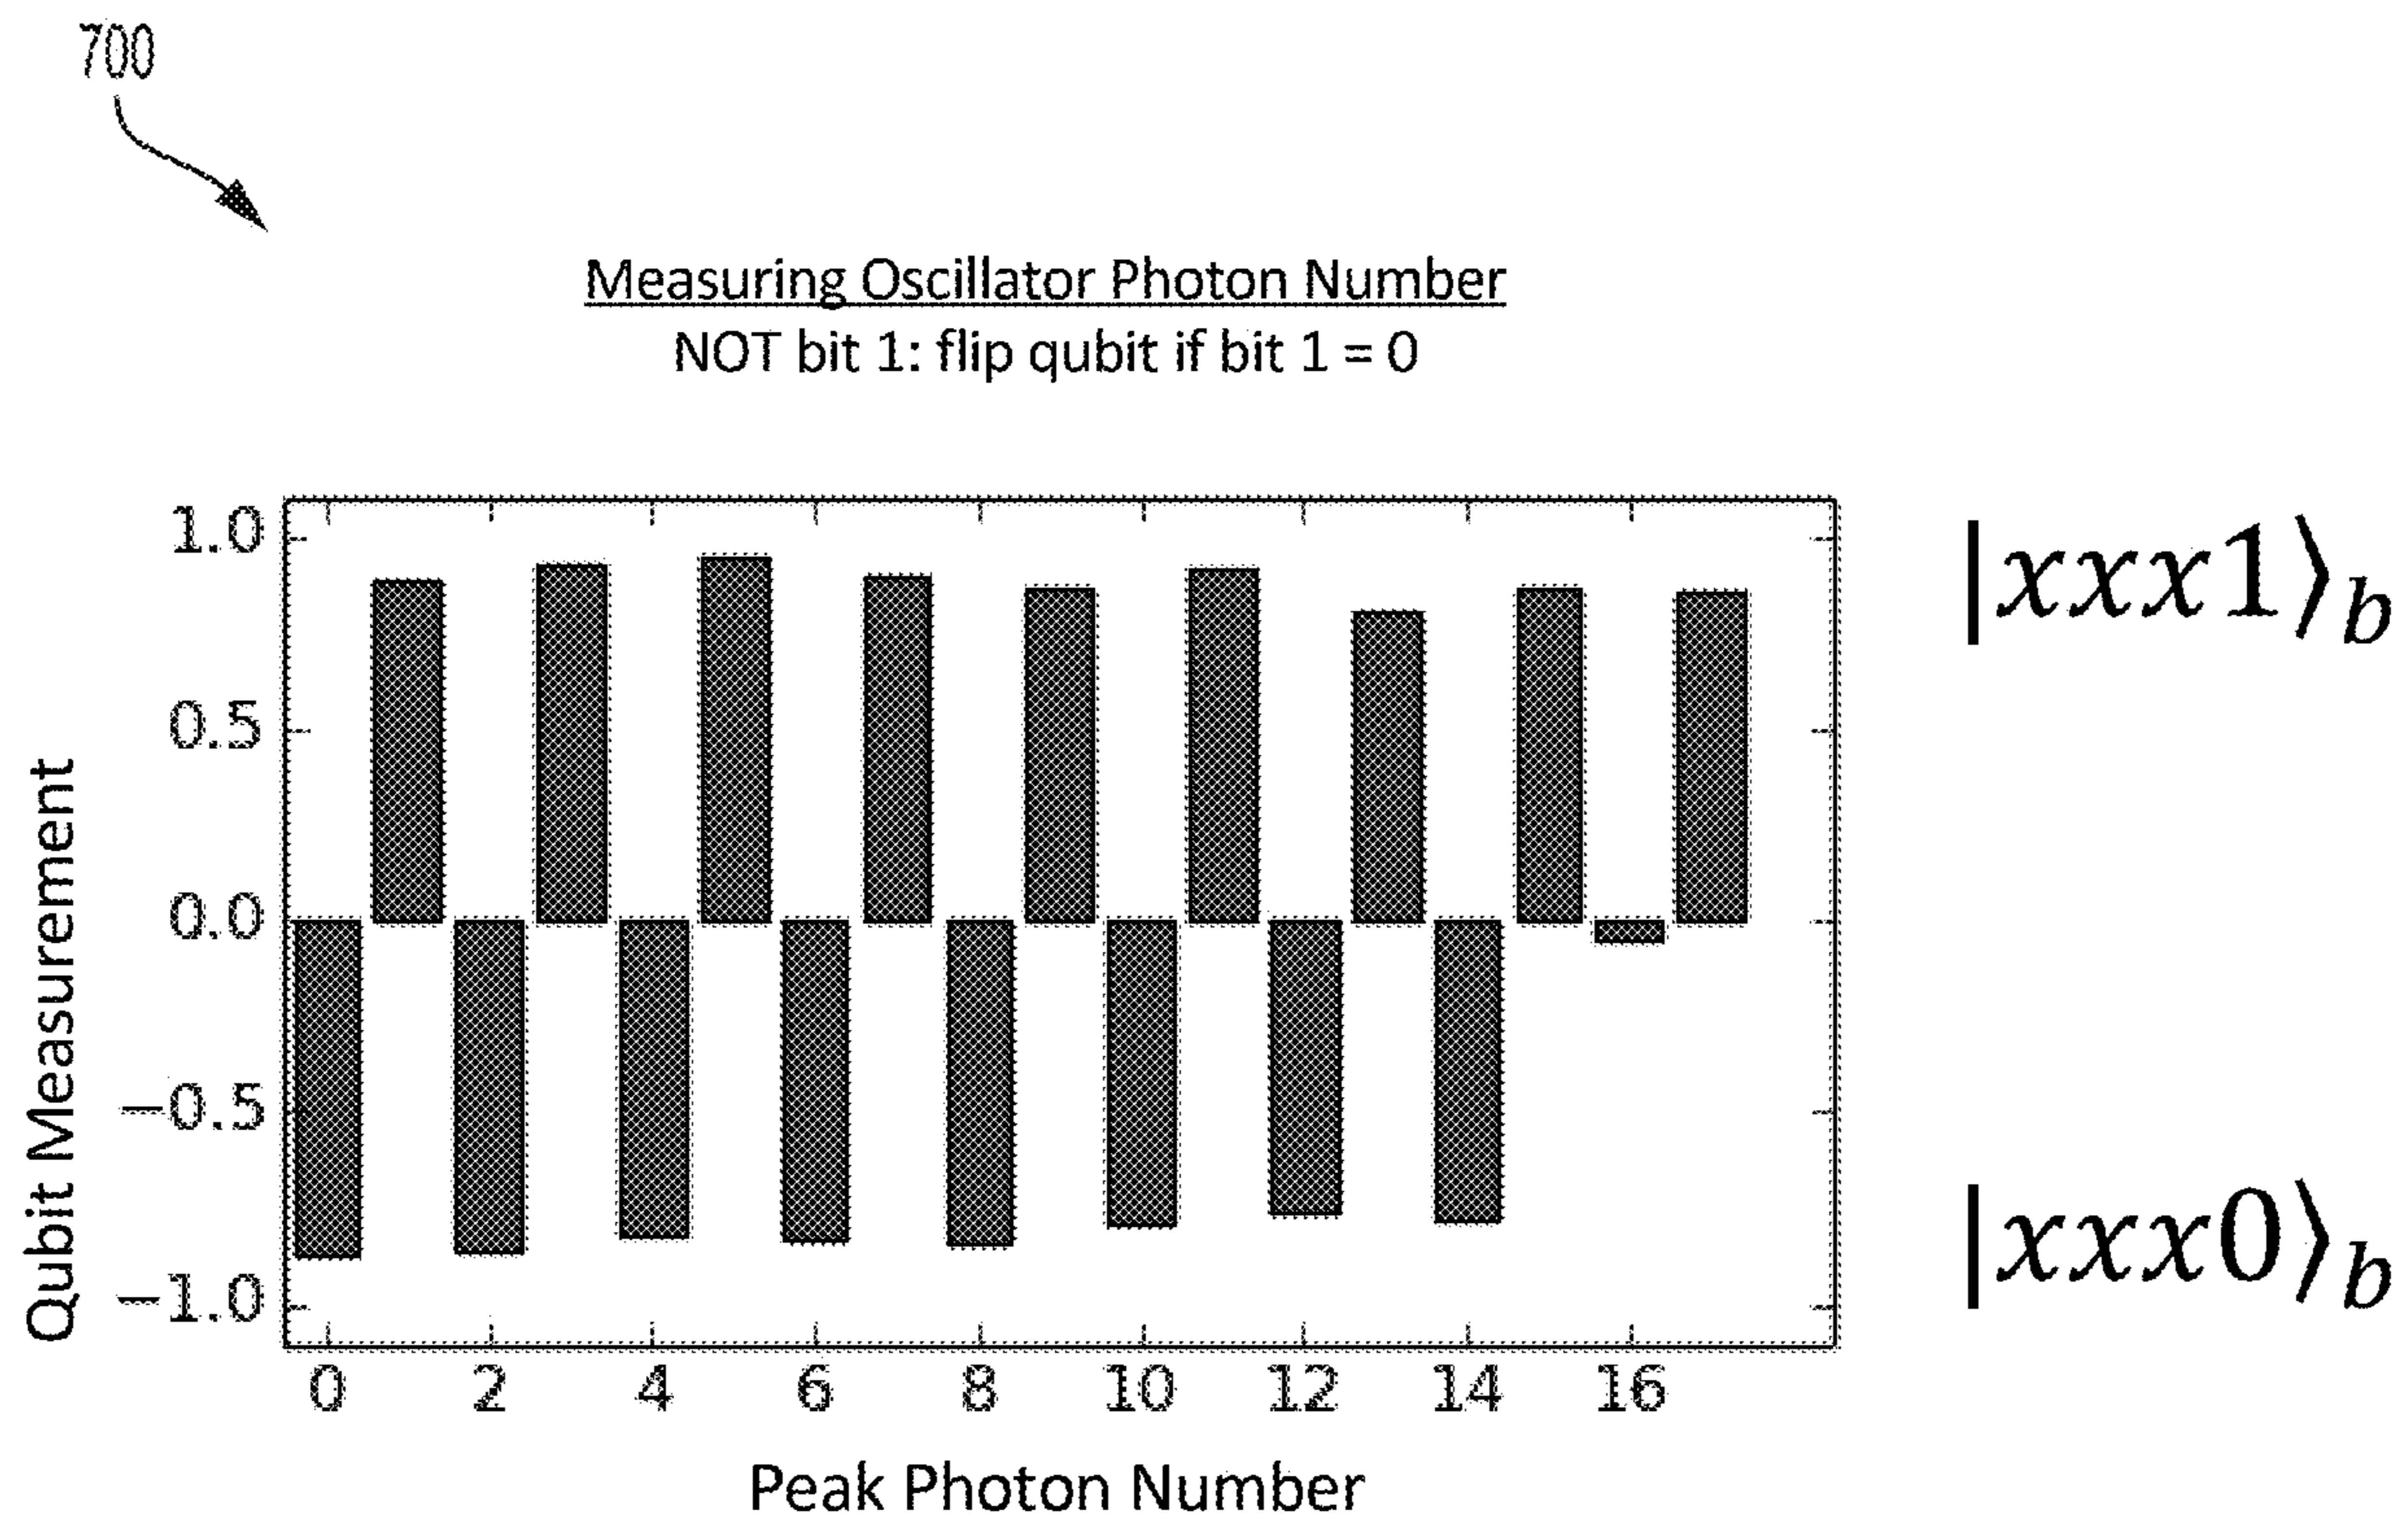 700
Measuring Oscillator Photon Number
NOT bit 1: flip qubit if bit 1 = 0
1.0
0.5
0.0
−0.5
−1.0
Qubit Measurement
0 2 4 6 8 10 12 14 16
Peak Photon Number
|xxx1⟩b
|xxx0⟩b